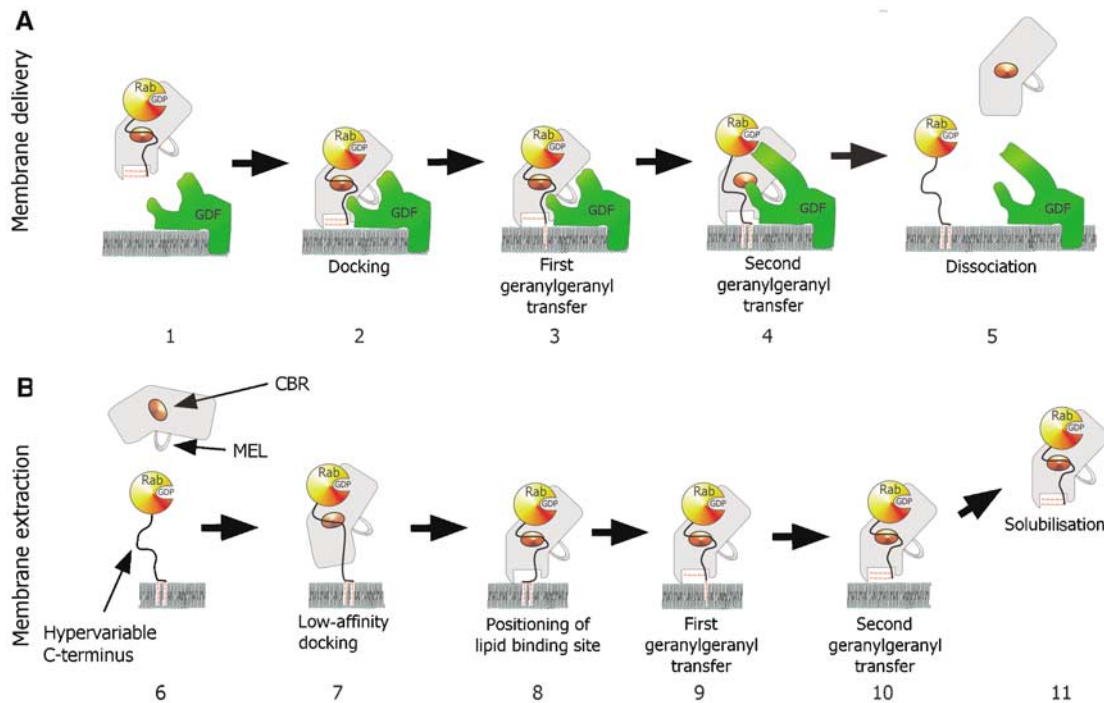 A
Membrane delivery
Rab
GDP
GDF
Rab
GDP
GDF
Docking
Rab
GDP
GDF
First
geranylgeranyl
transfer
Rab
GDP
GDF
Second
geranylgeranyl
transfer
Rab
GDP
GDF
Dissociation
1
2
3
4
5
B
Membrane extraction
CBR
MEL
Rab
GDP
Hypervariable
C-terminus
Rab
GDP
Low-affinity
docking
Rab
GDP
Positioning of
lipid binding site
Rab
GDP
First
geranylgeranyl
transfer
Rab
GDP
Second
geranylgeranyl
transfer
Rab
GDP
Solubilisation
6
7
8
9
10
11